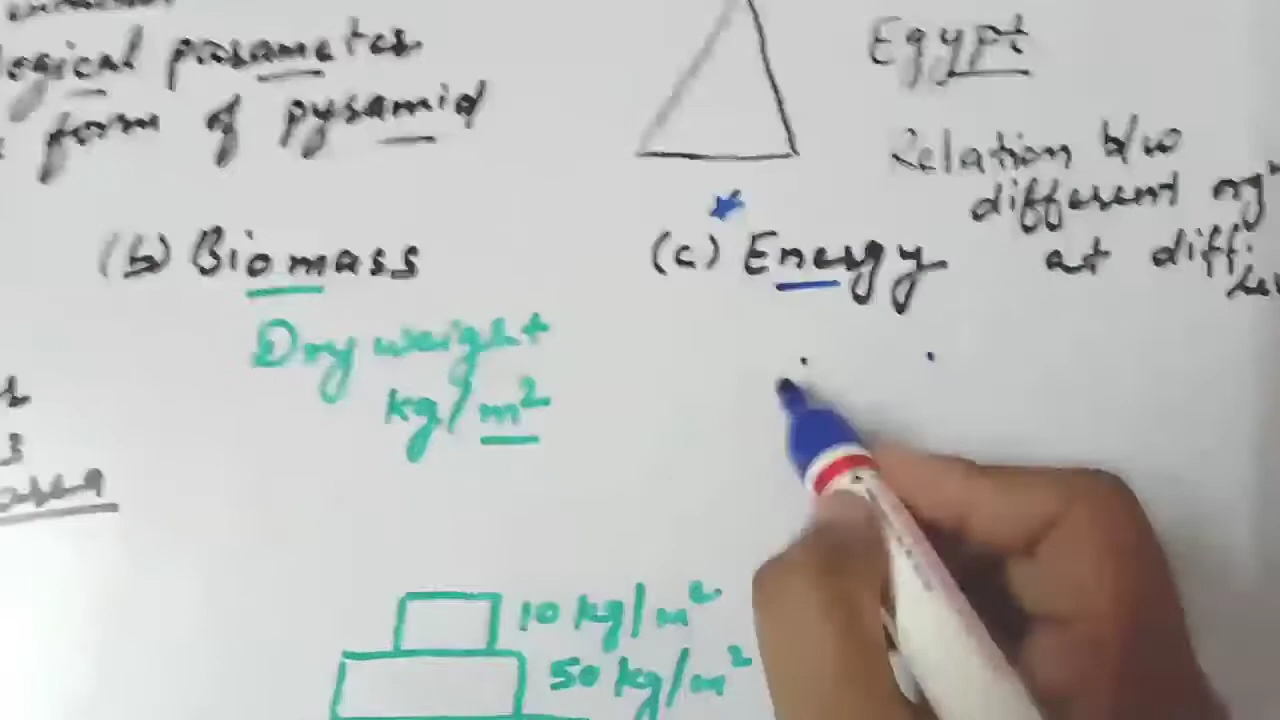 logical parameter
form of pyramid
Egypt
Relation b/w
different orgⁿ
at diff.
(b) Biomass
(c) Energy
Dry weight
kg/m²
10 kg/m²
50 kg/m²